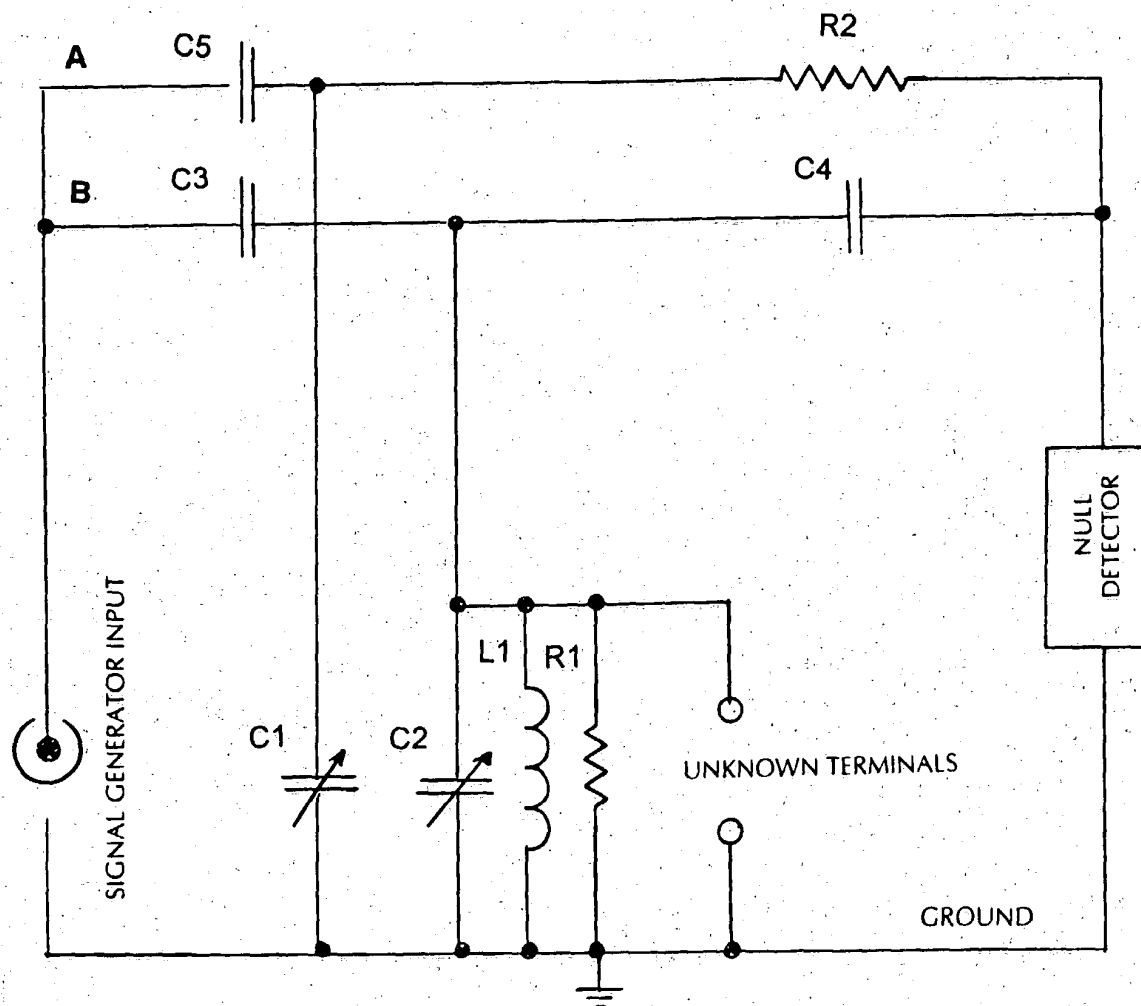 A
C5
R2
B
C3
C4
NULL
DETECTOR
SIGNAL GENERATOR INPUT
L1
R1
C1
C2
UNKNOWN TERMINALS
GROUND